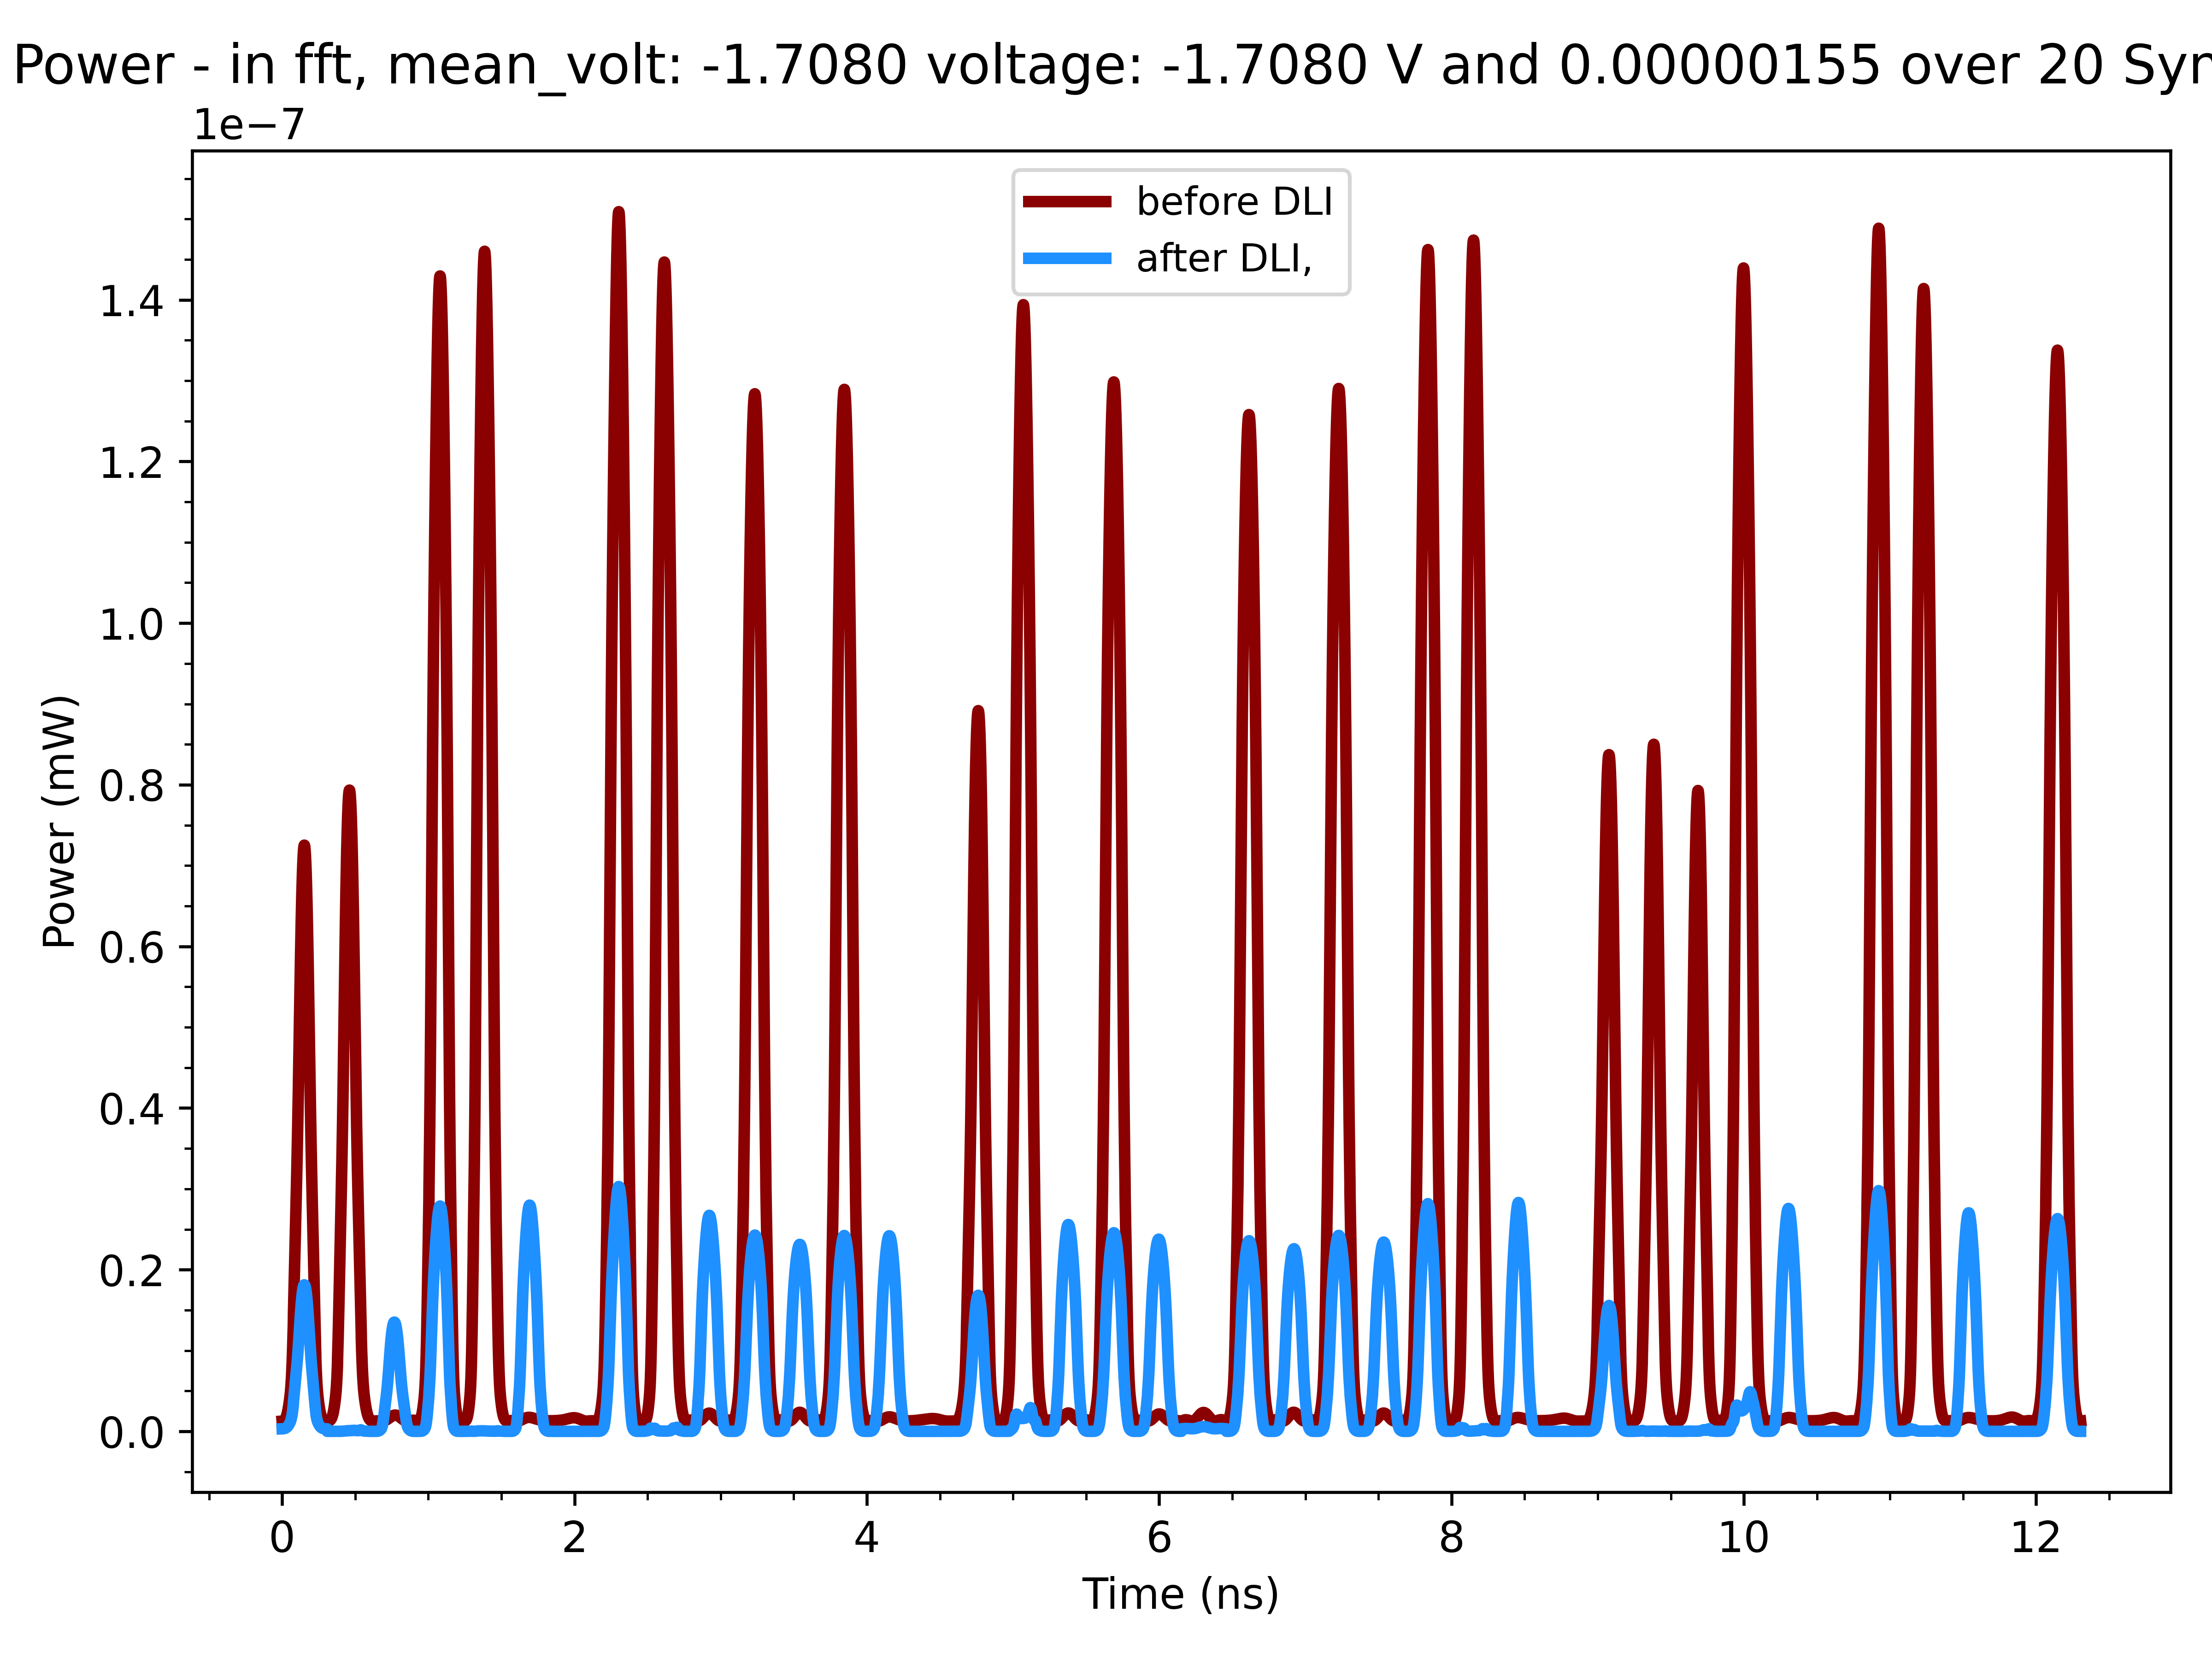 Power - in fft, mean_volt: -1.7080 voltage: -1.7080 V and 0.00000155 over 20
1e−7
before DLI
after DLI,
1.4
1.2
1.0
0.8
0.6
0.4
0.2
0.0
Power (mW)
0 2 4 6 8 10 12
Time (ns)